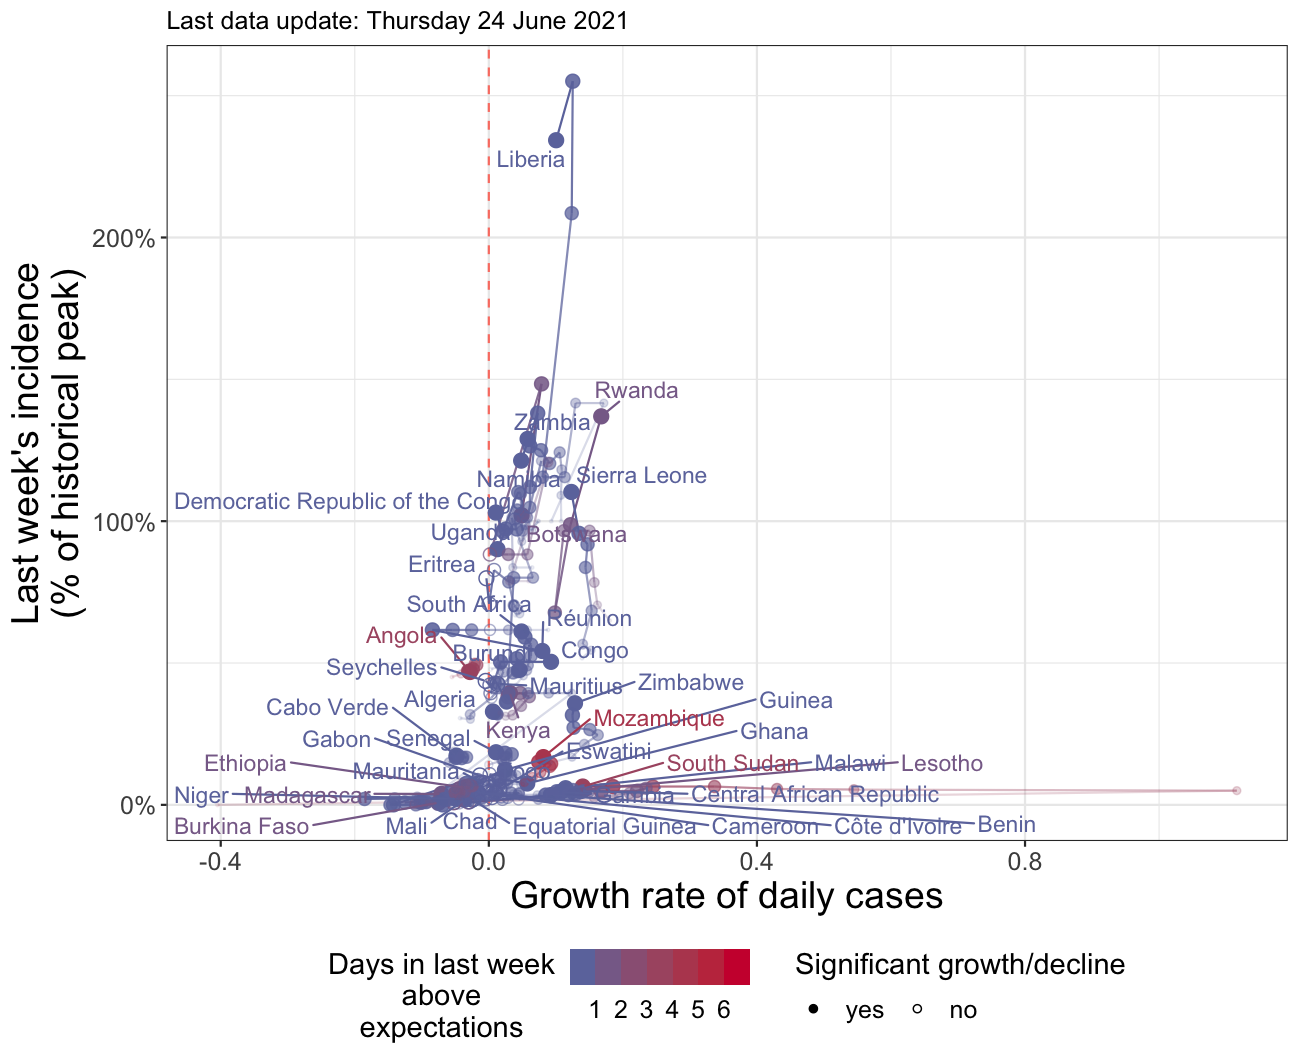 Last data update: Thursday 24 June 2021
Last week's incidence
(% of historical peak)
200%
100%
0%
Liberia
Rwanda
Zambia
Namibia
Sierra Leone
Democratic Republic of the Congo
Uganda
Botswana
Eritrea
South Africa
Réunion
Angola
Burundi
Congo
Seychelles
Mauritius
Zimbabwe
Algeria
Guinea
Cabo Verde
Mozambique
Kenya
Ghana
Gabon
Senegal
Eswatini
Ethiopia
Mauritania
Togo
South Sudan
Malawi
Lesotho
Niger
Madagascar
Gambia
Central African Republic
Burkina Faso
Mali
Chad
Equatorial Guinea
Cameroon
Côte d'Ivoire
Benin
-0.4
0.0
0.4
0.8
Growth rate of daily cases
Days in last week
above
expectations
1 2 3 4 5 6
Significant growth/decline
yes
no